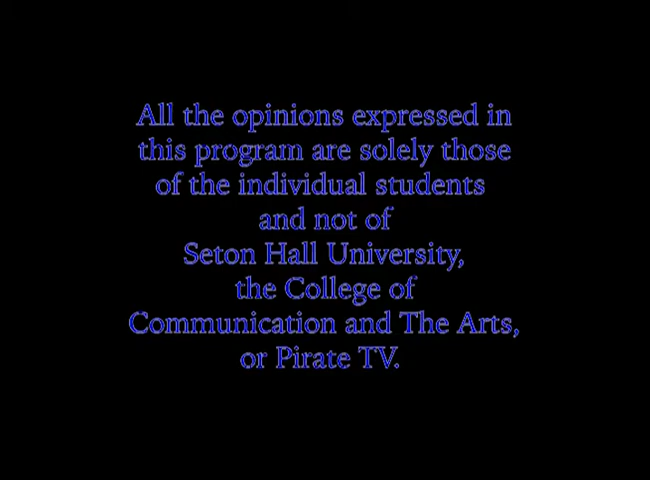 All the opinions expressed in
this program are solely those
of the individual students
and not of
Seton Hall University,
the College of
Communication and The Arts,
or Pirate TV.